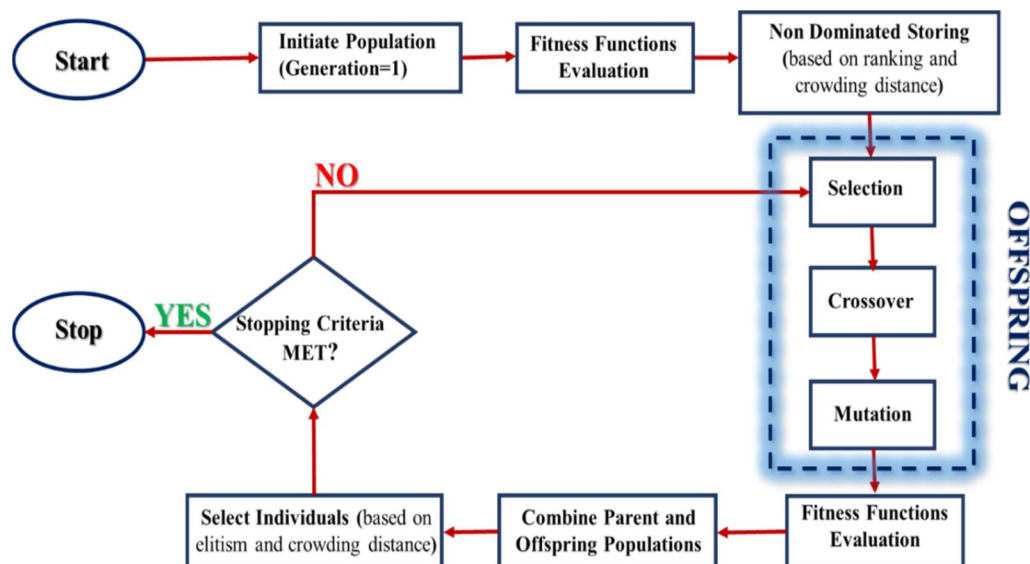 Start
Initiate Population
(Generation=1)
Fitness Functions
Evaluation
Non Dominated Storing
(based on ranking and
crowding distance)
NO
Selection
OFFSPRING
Crossover
Stop
YES
Stopping Criteria
MET?
Mutation
Select Individuals (based on
elitism and crowding distance)
Combine Parent and
Offspring Populations
Fitness Functions
Evaluation